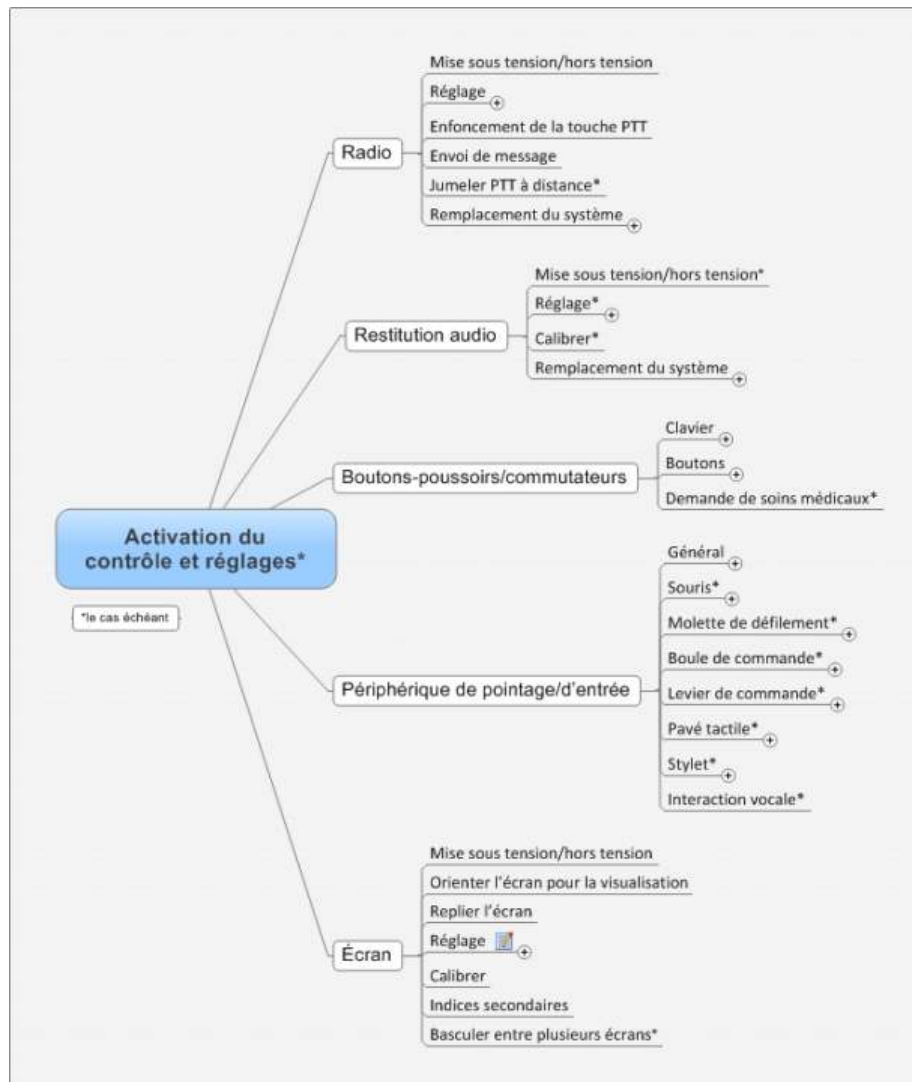 Mise sous tension/hors tension
Réglage
Enfoncement de la touche PTT
Radio
Envoi de message
Jumeler PTT à distance*
Remplacement du système
Mise sous tension/hors tension*
Réglage*
Restitution audio
Calibrer*
Remplacement du système
Clavier
Boutons-poussoirs/commutateurs
Boutons
Demande de soins médicaux*
Activation du
contrôle et réglages*
*le cas échéant
Général
Souris*
Molette de défilement*
Boule de commande*
Périphérique de pointage/d'entrée
Levier de commande*
Pavé tactile*
Stylet*
Interaction vocale*
Mise sous tension/hors tension
Orienter l'écran pour la visualisation
Replier l'écran
Réglage
Écran
Calibrer
Indices secondaires
Basculer entre plusieurs écrans*